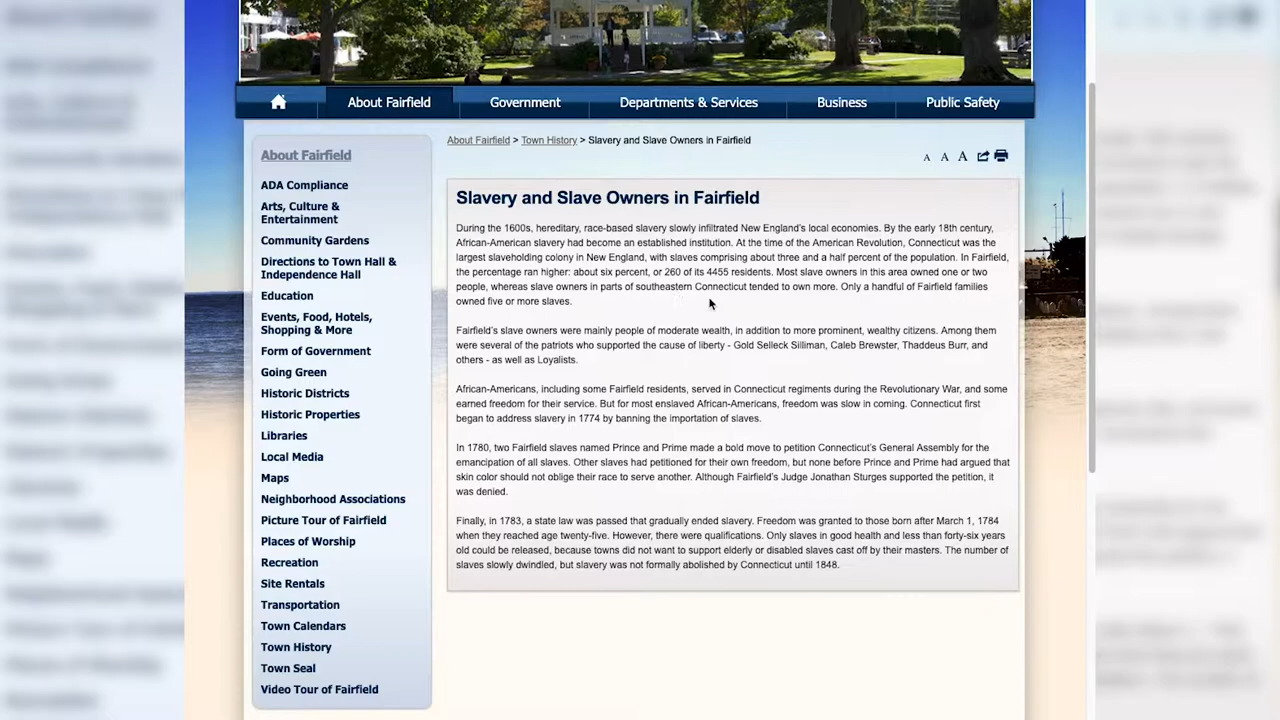 About Fairfield
Government
Departments & Services
Business
Public Safety
About Fairfield > Town History > Slavery and Slave Owners in Fairfield
A A A
About Fairfield
ADA Compliance
Arts, Culture &
Entertainment
Community Gardens
Directions to Town Hall &
Independence Hall
Education
Events, Food, Hotels,
Shopping & More
Form of Government
Going Green
Historic Districts
Historic Properties
Libraries
Local Media
Maps
Neighborhood Associations
Picture Tour of Fairfield
Places of Worship
Recreation
Site Rentals
Transportation
Town Calendars
Town History
Town Seal
Video Tour of Fairfield
Slavery and Slave Owners in Fairfield
During the 1600s, hereditary, race-based slavery slowly infiltrated New England's local economies. By the early 18th century,
African-American slavery had become an established institution. At the time of the American Revolution, Connecticut was the
largest slaveholding colony in New England, with slaves comprising about three and a half percent of the population. In Fairfield,
the percentage ran higher: about six percent, or 260 of its 4455 residents. Most slave owners in this area owned one or two
people, whereas slave owners in parts of southeastern Connecticut tended to own more. Only a handful of Fairfield families
owned five or more slaves.
Fairfield's slave owners were mainly people of moderate wealth, in addition to more prominent, wealthy citizens. Among them
were several of the patriots who supported the cause of liberty - Gold Selleck Silliman, Caleb Brewster, Thaddeus Burr, and
others - as well as Loyalists.
African-Americans, including some Fairfield residents, served in Connecticut regiments during the Revolutionary War, and some
earned freedom for their service. But for most enslaved African-Americans, freedom was slow in coming. Connecticut first
began to address slavery in 1774 by banning the importation of slaves.
In 1780, two Fairfield slaves named Prince and Prime made a bold move to petition Connecticut's General Assembly for the
emancipation of all slaves. Other slaves had petitioned for their own freedom, but none before Prince and Prime had argued that
skin color should not oblige their race to serve another. Although Fairfield's Judge Jonathan Sturges supported the petition, it
was denied.
Finally, in 1783, a state law was passed that gradually ended slavery. Freedom was granted to those born after March 1, 1784
when they reached age twenty-five. However, there were qualifications. Only slaves in good health and less than forty-six years
old could be released, because towns did not want to support elderly or disabled slaves cast off by their masters. The number of
slaves slowly dwindled, but slavery was not formally abolished by Connecticut until 1848.